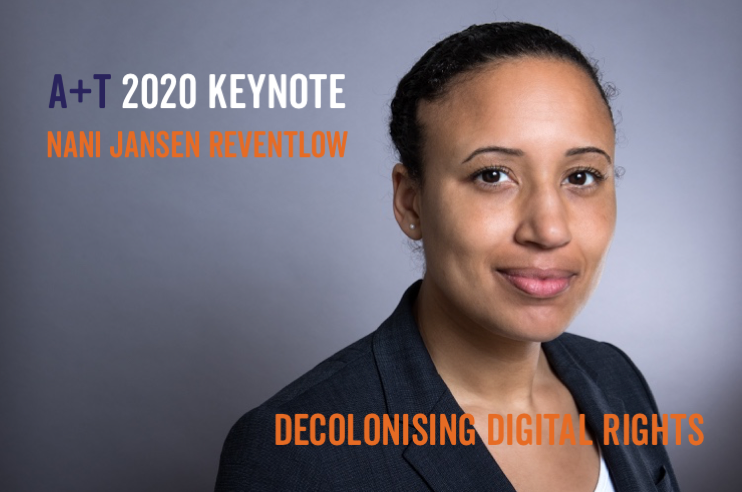 A+T 2020 KEYNOTE
NANI JANSEN REVENTLOW
DECOLONISING DIGITAL RIGHTS